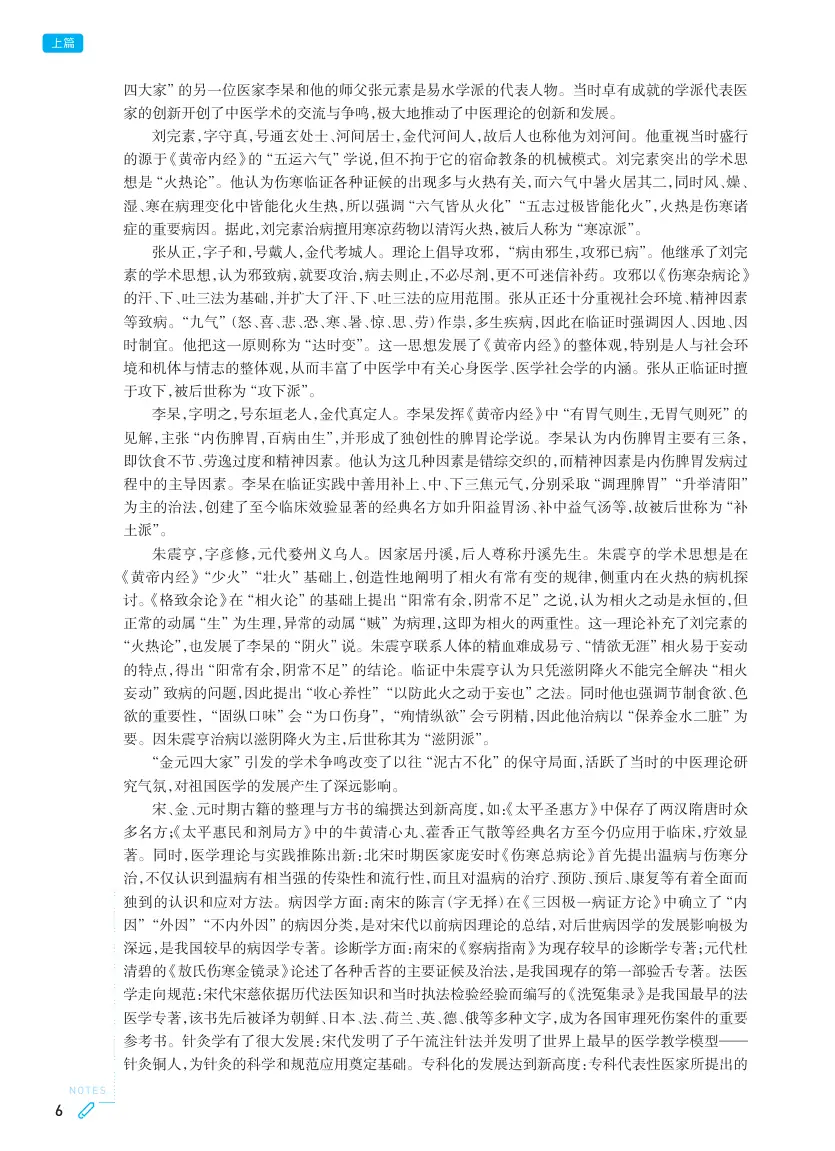 上篇
四大家”的另一位医家李杲和他的师父张元素是易水学派的代表人物。当时卓有成就的学派代表医
家的创新开创了中医学术的交流与争鸣,极大地推动了中医理论的创新和发展。
刘完素,字守真,号通玄处士、河间居士,金代河间人,故后人也称他为刘河间。他重视当时盛行
的源于《黄帝内经》的“五运六气”学说,但不拘于它的宿命教条的机械模式。刘完素突出的学术思
想是“火热论”。他认为伤寒临证各种证候的出现多与火热有关,而六气中暑火居其二,同时风、燥、
湿、寒在病理变化中皆能化火生热,所以强调“六气皆从火化”“五志过极皆能化火”,火热是伤寒诸
症的重要病因。据此,刘完素治病擅用寒凉药物以清泻火热,被后人称为“寒凉派”。
张从正,字子和,号戴人,金代考城人。理论上倡导攻邪,“病由邪生,攻邪已病”。他继承了刘完
素的学术思想,认为邪致病,就要攻治,病去则止,不必尽剂,更不可迷信补药。攻邪以《伤寒杂病论》
的汗、下、吐三法为基础,并扩大了汗、下、吐三法的应用范围。张从正还十分重视社会环境、精神因素
等致病。“九气”(怒、喜、悲、恐、寒、暑、惊、思、劳)作祟,多生疾病,因此在临证时强调因人、因地、因
时制宜。他把这一原则称为“达时变”。这一思想发展了《黄帝内经》的整体观,特别是人与社会环
境和机体与情志的整体观,从而丰富了中医学中有关心身医学、医学社会学的内涵。张从正临证时擅
于攻下,被后世称为“攻下派”。
李杲,字明之,号东垣老人,金代真定人。李杲发挥《黄帝内经》中“有胃气则生,无胃气则死”的
见解,主张“内伤脾胃,百病由生”,并形成了独创性的脾胃论学说。李杲认为内伤脾胃主要有三条,
即饮食不节、劳逸过度和精神因素。他认为这几种因素是错综交织的,而精神因素是内伤脾胃发病过
程中的主导因素。李杲在临证实践中善用补上、中、下三焦元气,分别采取“调理脾胃”“升举清阳”
为主的治法,创建了至今临床效验显著的经典名方如升阳益胃汤、补中益气汤等,故被后世称为“补
土派”。
朱震亨,字彦修,元代婺州义乌人。因家居丹溪,后人尊称丹溪先生。朱震亨的学术思想是在
《黄帝内经》“少火”“壮火”基础上,创造性地阐明了相火有常有变的规律,侧重内在火热的病机探
讨。《格致余论》在“相火论”的基础上提出“阳常有余,阴常不足”之说,认为相火之动是永恒的,但
正常的动属“生”为生理,异常的动属“贼”为病理,这即为相火的两重性。这一理论补充了刘完素的
“火热论”,也发展了李杲的“阴火”说。朱震亨联系人体的精血难成易亏、“情欲无涯”相火易于妄动
的特点,得出“阳常有余,阴常不足”的结论。临证中朱震亨认为只凭滋阴降火不能完全解决“相火
妄动”致病的问题,因此提出“收心养性”“以防此火之动于妄也”之法。同时他也强调节制食欲、色
欲的重要性,“固纵口味”会“为口伤身”,“殉情纵欲”会亏阴精,因此他治病以“保养金水二脏”为
要。因朱震亨治病以滋阴降火为主,后世称其为“滋阴派”。
“金元四大家”引发的学术争鸣改变了以往“泥古不化”的保守局面,活跃了当时的中医理论研
究气氛,对祖国医学的发展产生了深远影响。
宋、金、元时期古籍的整理与方书的编撰达到新高度,如:《太平圣惠方》中保存了两汉隋唐时众
多名方;《太平惠民和剂局方》中的牛黄清心丸、藿香正气散等经典名方至今仍应用于临床,疗效显
著。同时,医学理论与实践推陈出新:北宋时期医家庞安时《伤寒总病论》首先提出温病与伤寒分
治,不仅认识到温病有相当强的传染性和流行性,而且对温病的治疗、预防、预后、康复等有着全面而
独到的认识和应对方法。病因学方面:南宋的陈言(字无择)在《三因极一病证方论》中确立了“内
因”“外因”“不内外因”的病因分类,是对宋代以前病因理论的总结,对后世病因学的发展影响极为
深远,是我国较早的病因学专著。诊断学方面:南宋的《察病指南》为现存较早的诊断学专著;元代杜
清碧的《敖氏伤寒金镜录》论述了各种舌苔的主要证候及治法,是我国现存的第一部验舌专著。法医
学走向规范:宋代宋慈依据历代法医知识和当时执法检验经验而编写的《洗冤集录》是我国最早的法
医学专著,该书先后被译为朝鲜、日本、法、荷兰、英、德、俄等多种文字,成为各国审理死伤案件的重要
参考书。针灸学有了很大发展:宋代发明了子午流注针法并发明了世界上最早的医学教学模型——
针灸铜人,为针灸的科学和规范应用奠定基础。专科化的发展达到新高度:专科代表性医家所提出的
NOTES
6